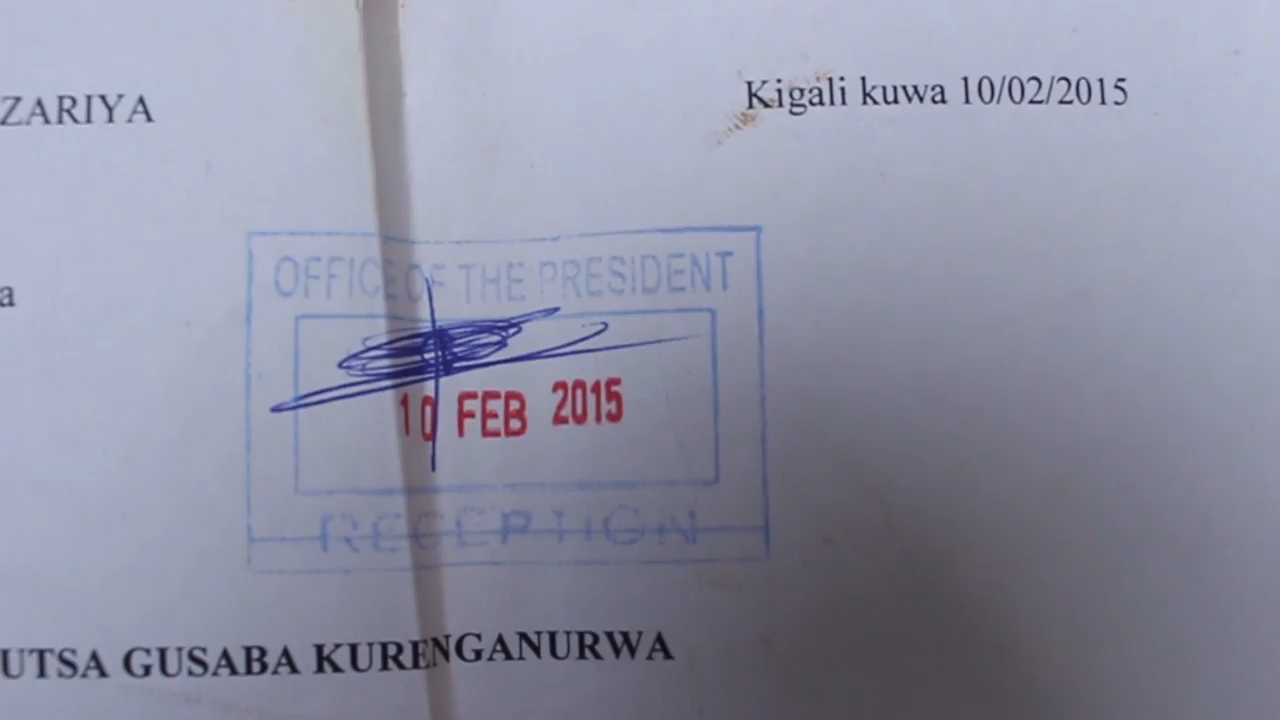 ZARIYA
Kigali kuwa 10/02/2015
a
OFFICE OF THE PRESIDENT
10 FEB 2015
RECEPTION
UTSA GUSABA KURENGANURWA